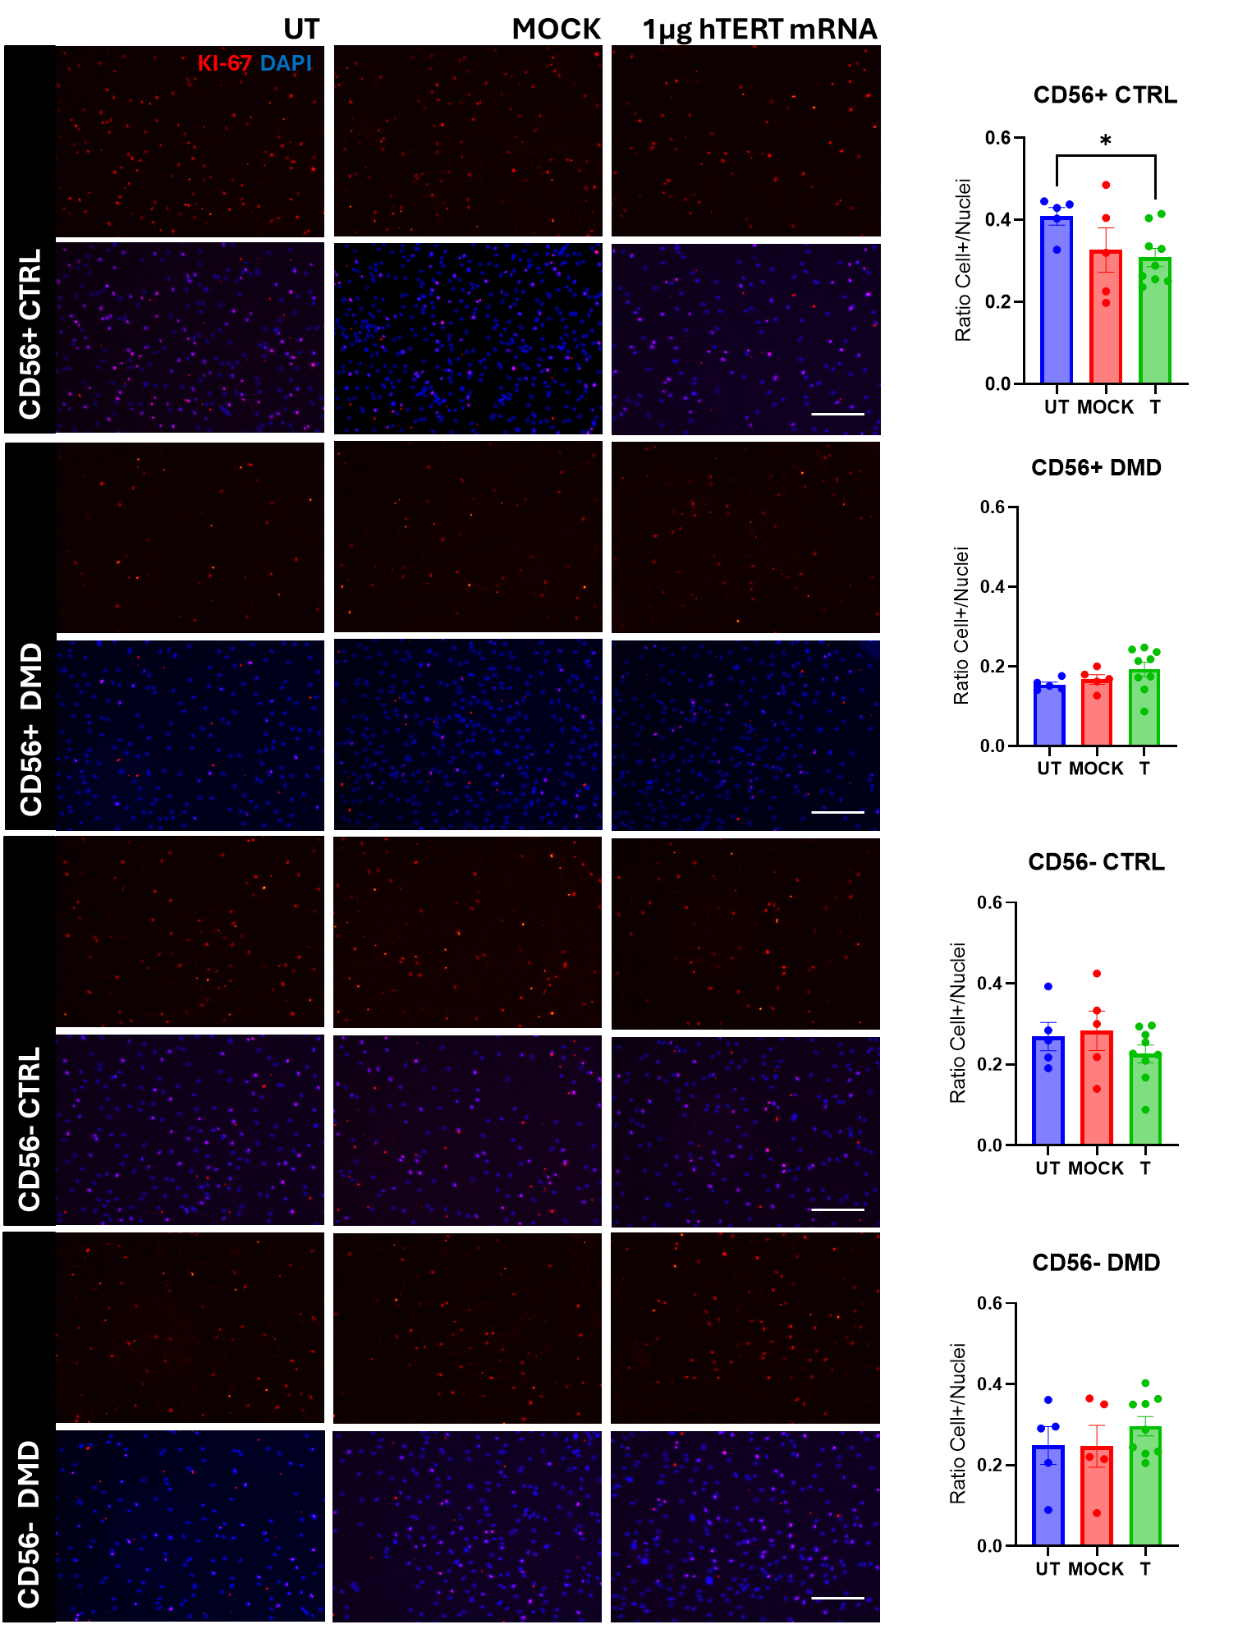 UT MOCK 1µg hTERT mRNA
KI-67 DAPI
CD56+ CTRL
CD56+ DMD
CD56- CTRL
CD56- DMD
CD56+ CTRL
*
Ratio Cell+/Nuclei
0.6
0.4
0.2
0.0
UT MOCK T
CD56+ DMD
Ratio Cell+/Nuclei
0.6
0.4
0.2
0.0
UT MOCK T
CD56- CTRL
Ratio Cell+/Nuclei
0.6
0.4
0.2
0.0
UT MOCK T
CD56- DMD
Ratio Cell+/Nuclei
0.6
0.4
0.2
0.0
UT MOCK T